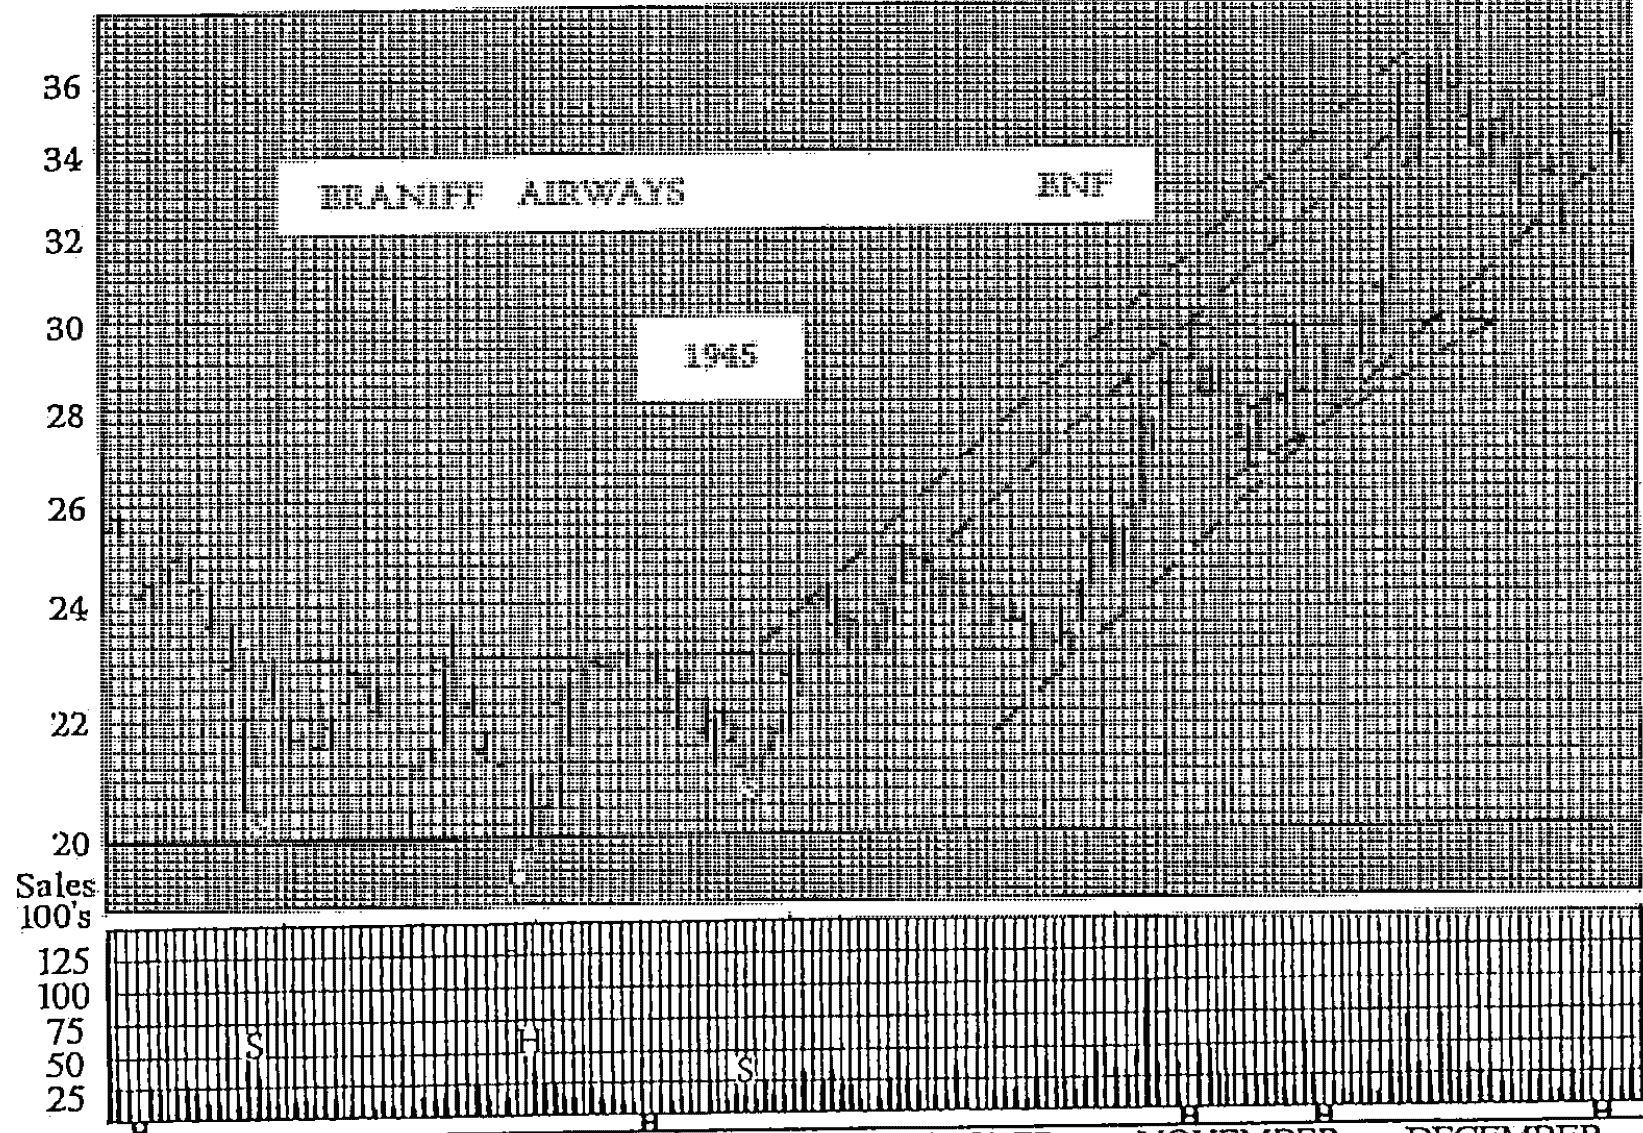 36
34
BRANIFF AIRWAYS BNF
32
30
1945
28
26
24
22
S
20
Sales
100's
125
100
75
S H
50
S
25
H H H H H
NOVEMBER DECEMBER